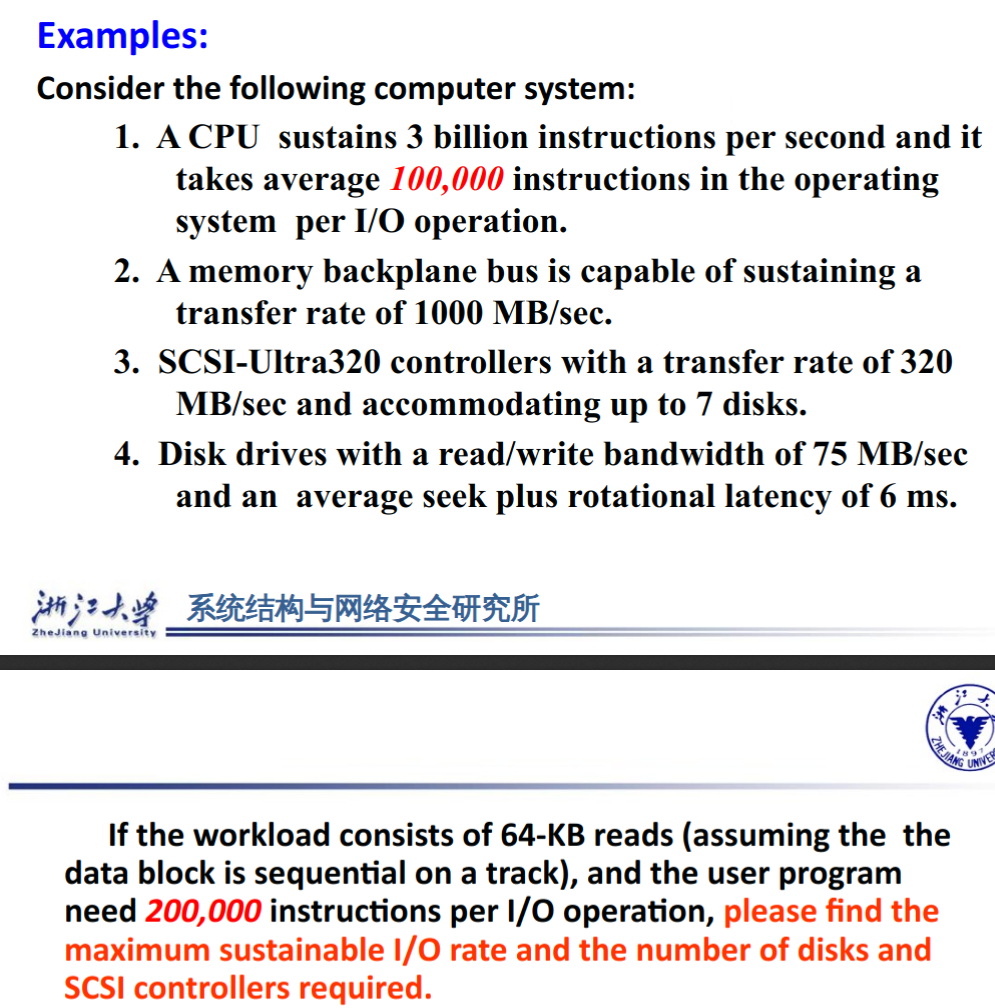 Examples:
Consider the following computer system:
1. A CPU sustains 3 billion instructions per second and it
takes average 100,000 instructions in the operating
system per I/O operation.
2. A memory backplane bus is capable of sustaining a
transfer rate of 1000 MB/sec.
3. SCSI-Ultra320 controllers with a transfer rate of 320
MB/sec and accommodating up to 7 disks.
4. Disk drives with a read/write bandwidth of 75 MB/sec
and an average seek plus rotational latency of 6 ms.
浙江大学 系统结构与网络安全研究所
ZheJiang University
浙江大
1897
ZHEJIANG UNIVER
If the workload consists of 64-KB reads (assuming the the
data block is sequential on a track), and the user program
need 200,000 instructions per I/O operation, please find the
maximum sustainable I/O rate and the number of disks and
SCSI controllers required.